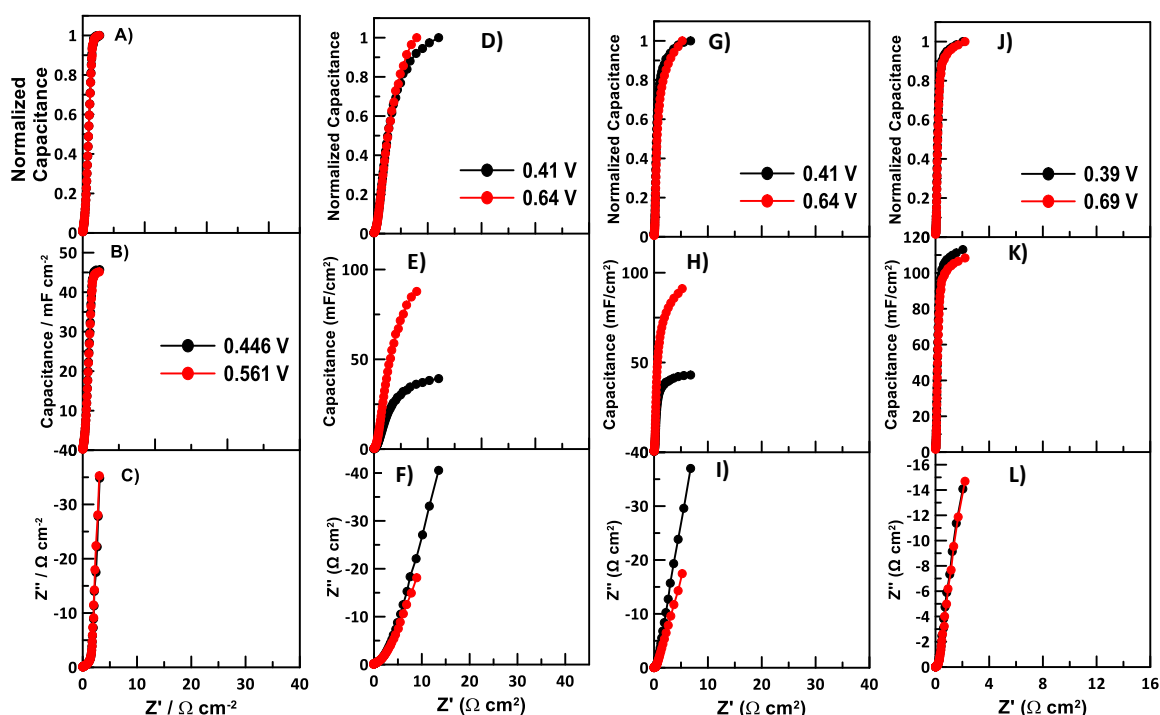 A)
Normalized
Capacitance
1
0.8
0.6
0.4
0.2
D)
Normalized Capacitance
1
0.8
0.6
0.4
0.2
0
0.41 V
0.64 V
G)
Normalized Capacitance
1
0.8
0.6
0.4
0.2
0
0.41 V
0.64 V
J)
Normalized Capacitance
1
0.8
0.6
0.4
0.2
0.39 V
0.69 V
B)
Capacitance / mF cm-2
0
50
40
30
20
10
0.446 V
0.561 V
E)
Capacitance (mF/cm²)
100
50
0
H)
Capacitance (mF/cm²)
100
50
K)
Capacitance (mF/cm²)
120
100
80
60
40
20
0
C)
Z'' / Ω cm-2
-40
-30
-20
-10
0
0 10 20 30 40
Z' / Ω cm-2
F)
Z'' (Ω cm²)
-40
-30
-20
-10
0
0 10 20 30 40
Z' (Ω cm²)
I)
Z'' (Ω cm²)
-40
-30
-20
-10
0
0 10 20 30 40
Z' (Ω cm²)
L)
Z'' (Ω cm²)
-16
-14
-12
-10
-8
-6
-4
-2
0
0 4 8 12 16
Z' (Ω cm²)